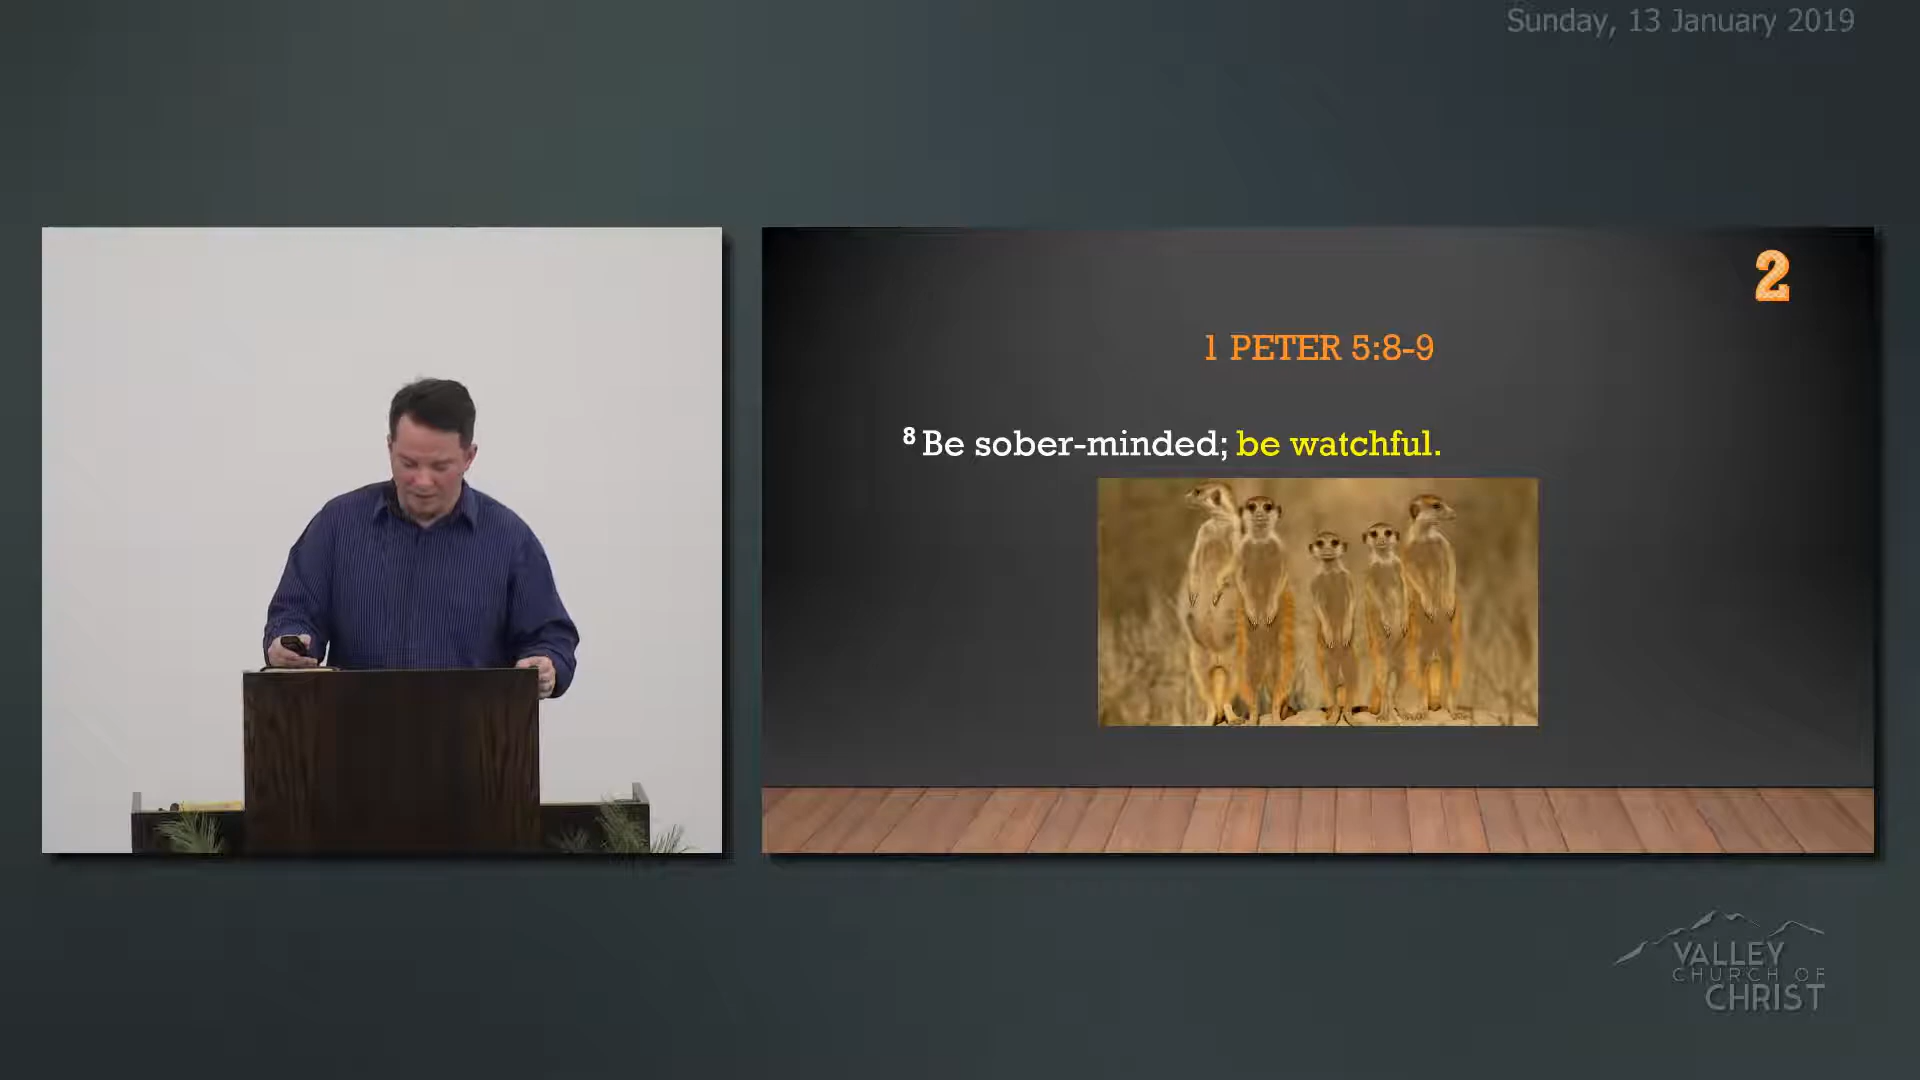 Sunday, 13 January 2019
2
1 PETER 5:8-9
8 Be sober-minded; be watchful.
VALLEY
CHURCH OF
CHRIST